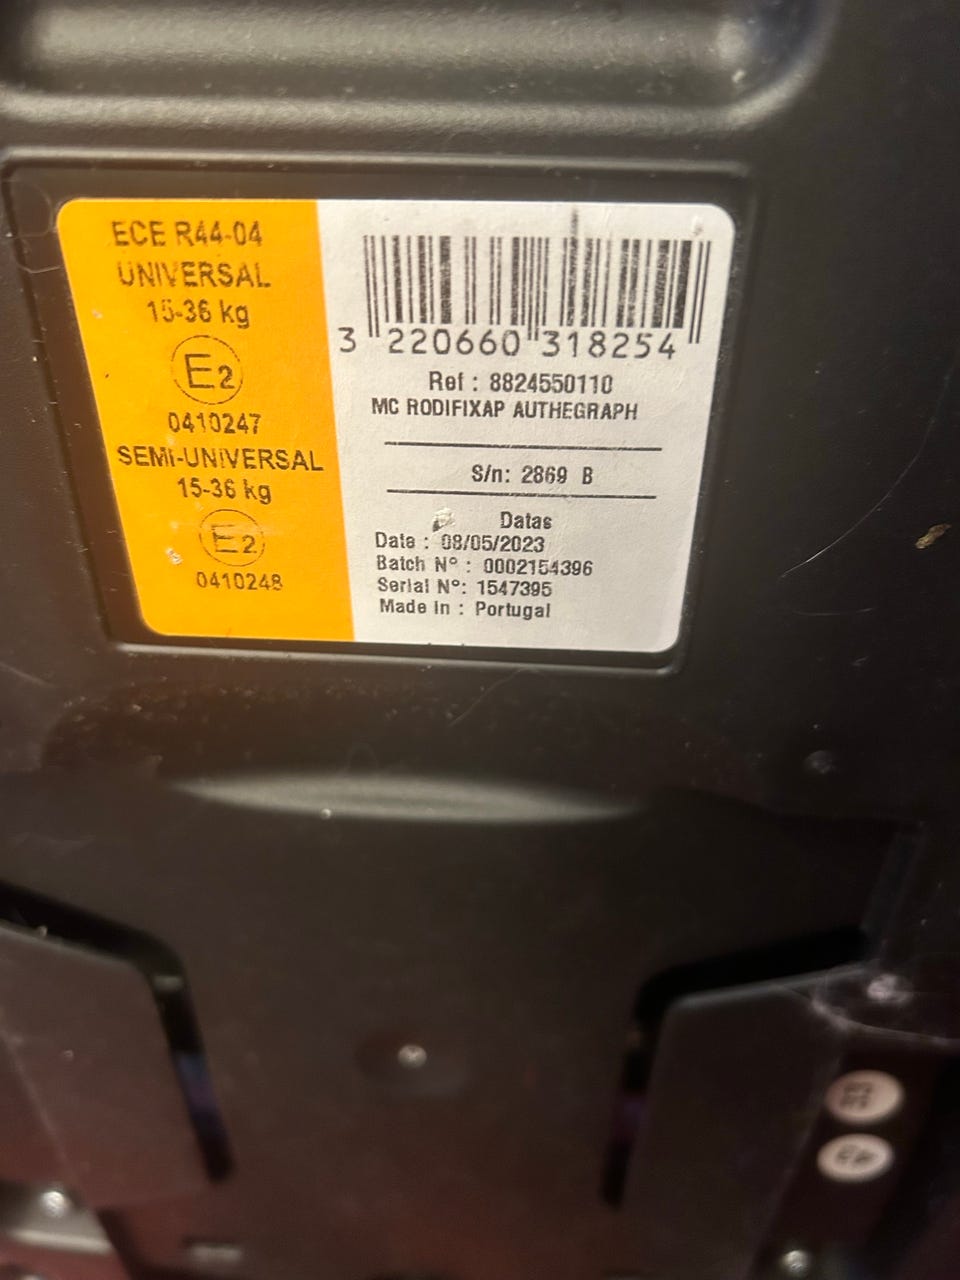 ECE R44-04
UNIVERSAL
15-36 kg
E2
0410247
SEMI-UNIVERSAL
15-36 kg
E2
0410248
3 220660 318254
Ref : 8824550110
MC RODIFIXAP AUTHEGRAPH
S/n: 2869 B
Datas
Date : 08/05/2023
Batch N° : 0002154396
Serial N°: 1547395
Made in : Portugal